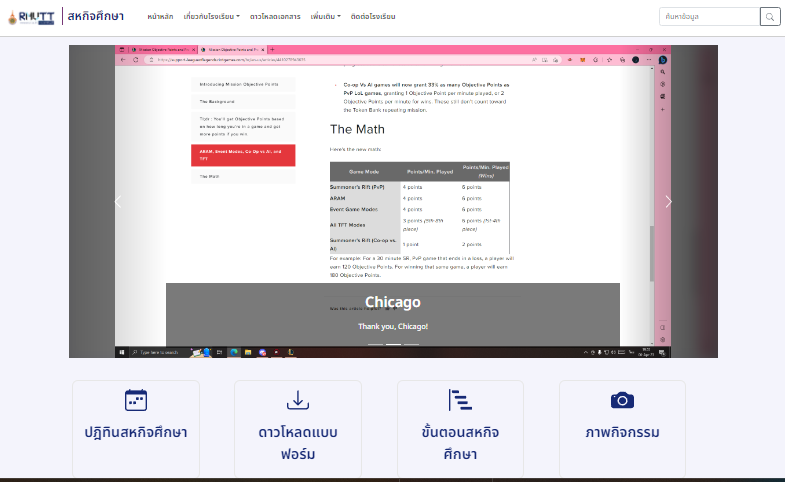 RMUTT
สหกิจศึกษา
หน้าหลัก
เกี่ยวกับโรงเรียน
ดาวโหลดเอกสาร
เพิ่มเติม
ติดต่อโรงเรียน
ค้นหาข้อมูล
Introducing Mission Objective Points
The Background
TLDR: You'll get Objective Points based
on how long you're in a game and get
more points if you win.
ARAM, Event Modes, Co-Op vs AI, and
TFT
The Math
Co-op Vs AI games will now grant 33% as many Objective Points as
PvP LoL games, granting 1 Objective Point per minute played, or 2
Objective Points per minute for wins. These still don't count toward
the Token Bank repeating mission.
The Math
Here's the new math:
Game Mode Points/Min. Played Points/Min. Played
(Wins)
Summoner's Rift (PvP) 4 points 6 points
ARAM 4 points 6 points
Event Game Modes 4 points 6 points
All TFT Modes 3 points (5th-8th
place) 6 points (1st-4th
place)
Summoner's Rift (Co-op vs.
AI) 1 point 2 points
For example: For a 30 minute SR, PvP game that ends in a loss, a player will
earn 120 Objective Points. For winning that same game, a player will earn
180 Objective Points.
Chicago
Thank you, Chicago!
Type here to search
ปฎิทินสหกิจศึกษา
ดาวโหลดแบบ
ฟอร์ม
ขั้นตอนสหกิจ
ศึกษา
ภาพกิจกรรม